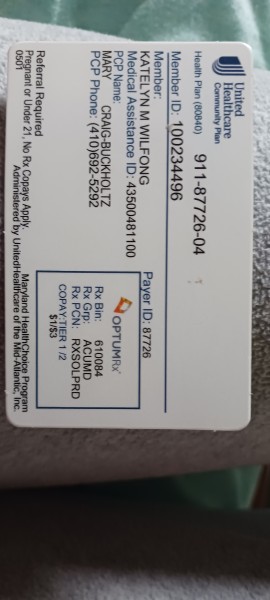 United
Healthcare
Community Plan
Health Plan (80840) 911-87726-04
Member ID: 100234496
Member:
KATELYN M WILFONG
Medical Assistance ID: 43500481100
PCP Name:
MARY CRAIG-BUCKHOLTZ
PCP Phone: (410)692-5292
Payer ID: 87726
OPTUMRx
Rx Bin: 610084
Rx Grp: ACUMD
Rx PCN: RXSOLPRD
COPAY:TIER 1 /2
$1/$3
Referral Required
Pregnant or Under 21, No Rx Copays Apply.
0501
Maryland HealthChoice Program
Administered by UnitedHealthcare of the Mid-Atlantic, Inc.